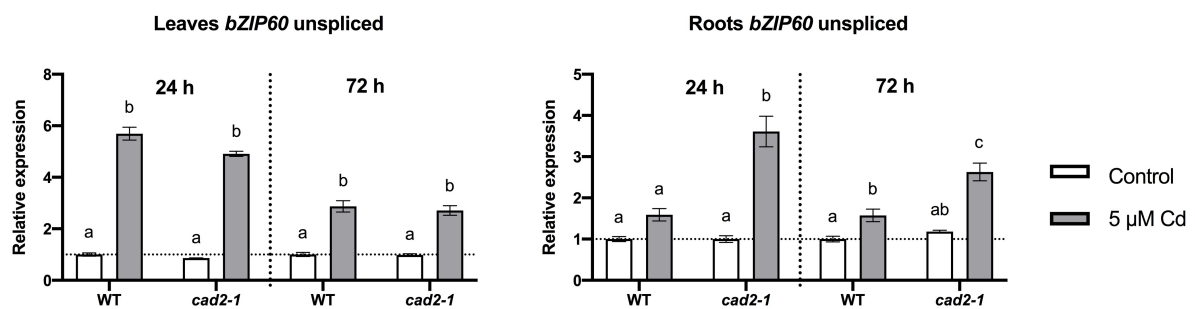 Leaves bZIP60 unspliced
Relative expression
8
6
4
2
0
24 h
72 h
a
b
a
b
a
b
a
b
WT
cad2-1
WT
cad2-1
Roots bZIP60 unspliced
Relative expression
5
4
3
2
1
0
24 h
72 h
a
a
a
b
a
b
ab
c
WT
cad2-1
WT
cad2-1
Control
5 µM Cd